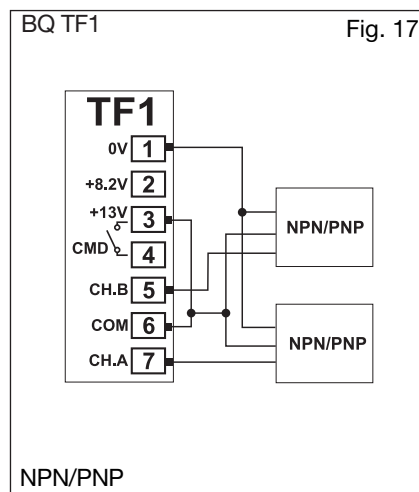 BQ TF1
Fig. 17
TF1
0V 1
+8.2V 2
+13V 3
CMD 4
CH.B 5
COM 6
CH.A 7
NPN/PNP
NPN/PNP
NPN/PNP